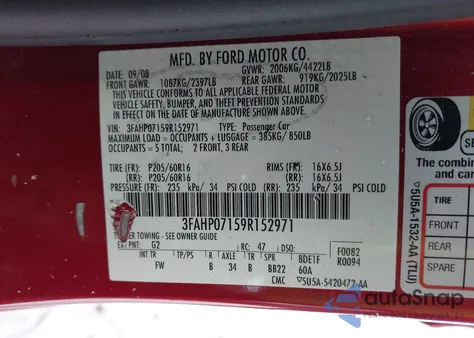 MFD. BY FORD MOTOR CO.
DATE: 09/08 GVWR: 2006KG/4422LB
FRONT GAWR: 1087KG/2397LB REAR GAWR: 919KG/2025LB
THIS VEHICLE CONFORMS TO ALL APPLICABLE FEDERAL MOTOR VEHICLE
SAFETY, BUMPER, AND THEFT PREVENTION STANDARDS IN EFFECT ON THE DATE
OF MANUFACTURE SHOWN ABOVE.
VIN: 3FAHP07159R152971 TYPE: Passenger Car
MAXIMUM LOAD = OCCUPANTS + LUGGAGE = 385KG/ 850LB
OCCUPANTS = 5 TOTAL; 2 FRONT, 3 REAR
TIRE (FR): P205/60R16 RIMS (FR): 16X6.5J
(RR): P205/60R16 (RR): 16X6.5J
PRESSURE (FR): 235 kPa/ 34 PSI COLD (RR): 235 kPa/ 34 PSI COLD
3FAHP07159R152971
TRAILER TOWING - SEE OWNER GUIDE
EXT PNT: G2 RC: 47 DSO: F0082
INT TR TP/PS R AXLE TR SPR BDE1F R0094
FW B 34 B BB22 60A
CMC 5U5A-5420472-AA
5U5A-1532-AA (TLU)
SE
TIRE
FRONT
REAR
SPARE
autoSnap